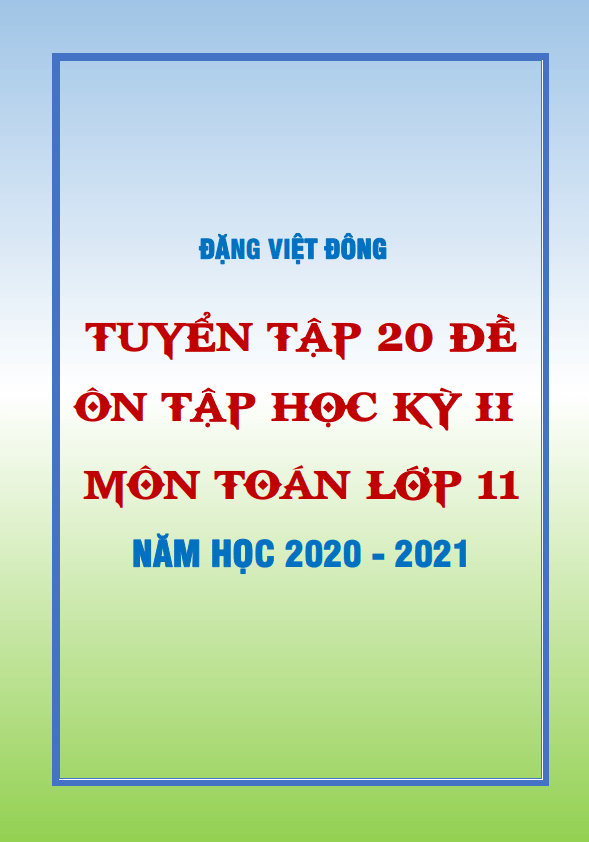 ĐẶNG VIỆT ĐÔNG
TUYỂN TẬP 20 ĐỀ
ÔN TẬP HỌC KỲ II
MÔN TOÁN LỚP 11
NĂM HỌC 2020 - 2021